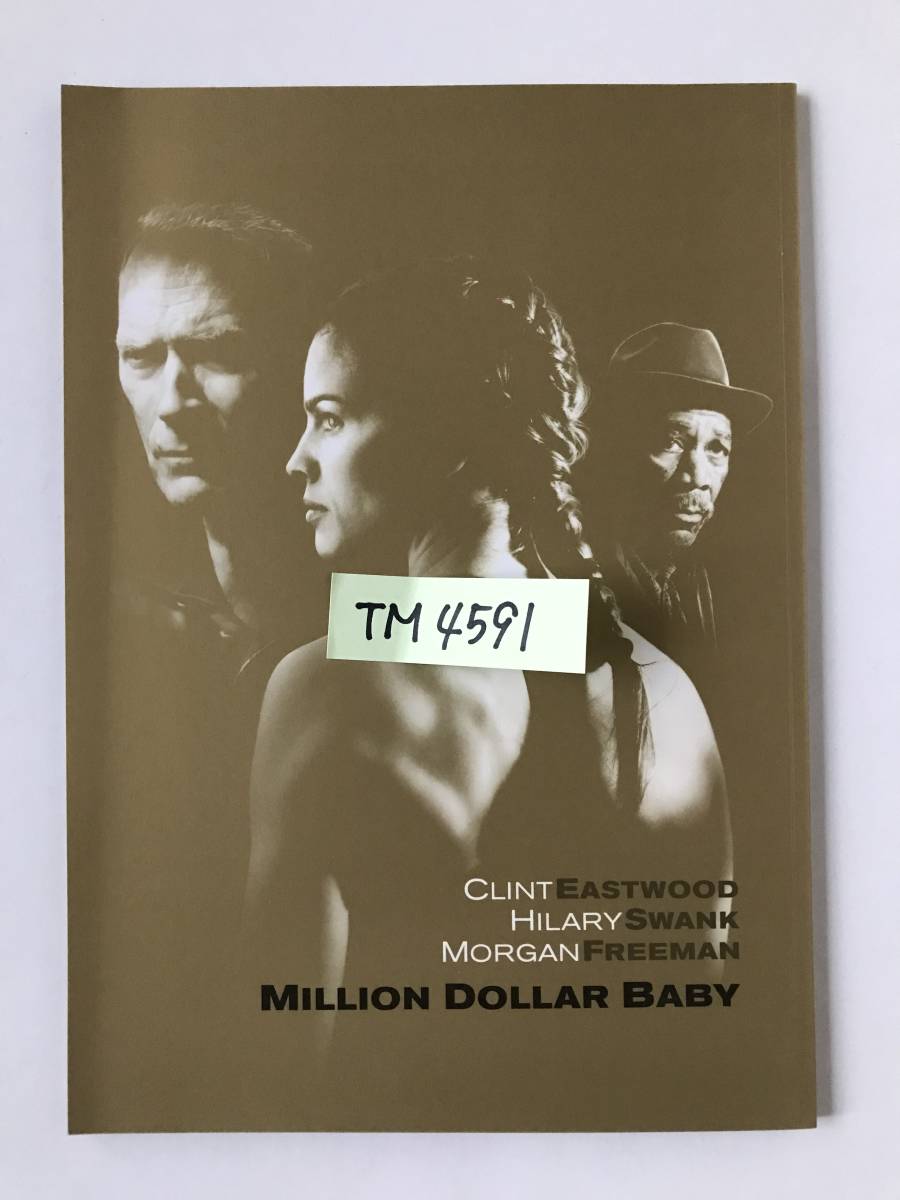 TM 4591
CLINT EASTWOOD
HILARY SWANK
MORGAN FREEMAN
MILLION DOLLAR BABY